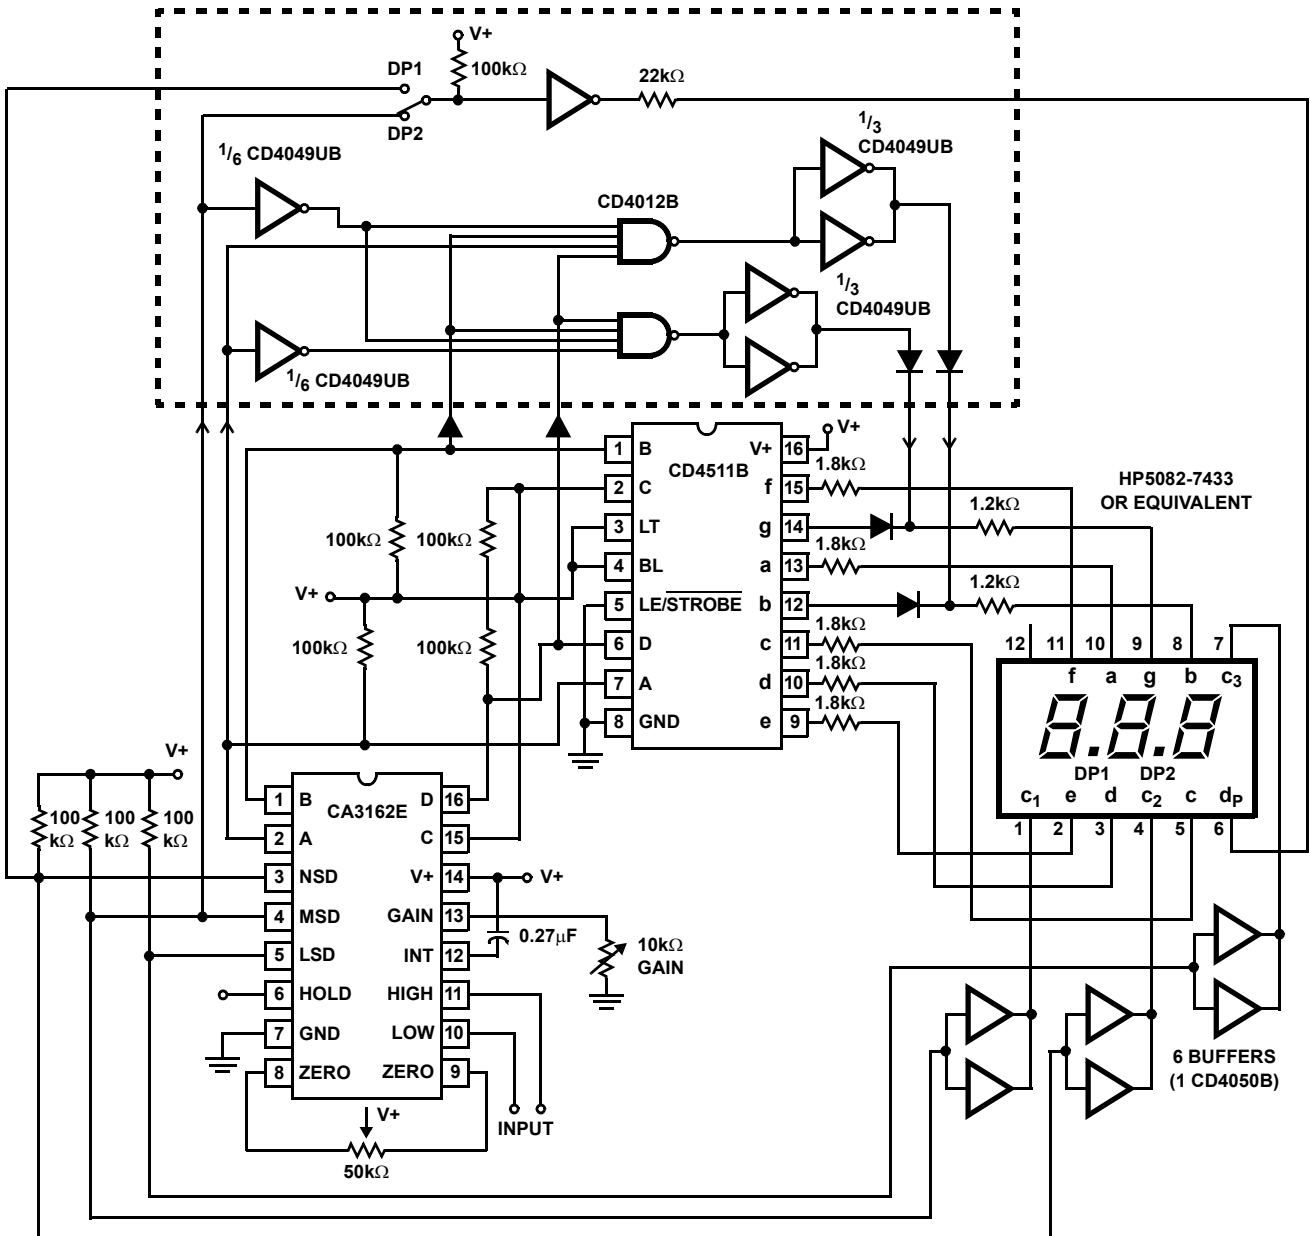 V+
DP1
100kΩ
22kΩ
DP2
1/3
CD4049UB
1/6 CD4049UB
CD4012B
1/3
CD4049UB
1/6 CD4049UB
V+
1 B V+ 16
CD4511B
1.8kΩ
2 C f 15
HP5082-7433
OR EQUIVALENT
1.2kΩ
3 LT g 14
100kΩ 100kΩ
1.8kΩ
4 BL a 13
V+
1.2kΩ
5 LE/STROBE b 12
1.8kΩ
100kΩ 100kΩ
6 D c 11
12 11 10 9 8 7
1.8kΩ
7 A d 10
f a g b c3
1.8kΩ
8 GND e 9
8.8.8
V+
DP1 DP2
c1 e d c2 c dP
1 2 3 4 5 6
100 kΩ
100 kΩ
100 kΩ
1 B D 16
CA3162E
2 A C 15
3 NSD V+ 14 V+
4 MSD GAIN 13
0.27μF
10kΩ
GAIN
5 LSD INT 12
6 HOLD HIGH 11
7 GND LOW 10
8 ZERO ZERO 9
6 BUFFERS
(1 CD4050B)
V+
INPUT
50kΩ